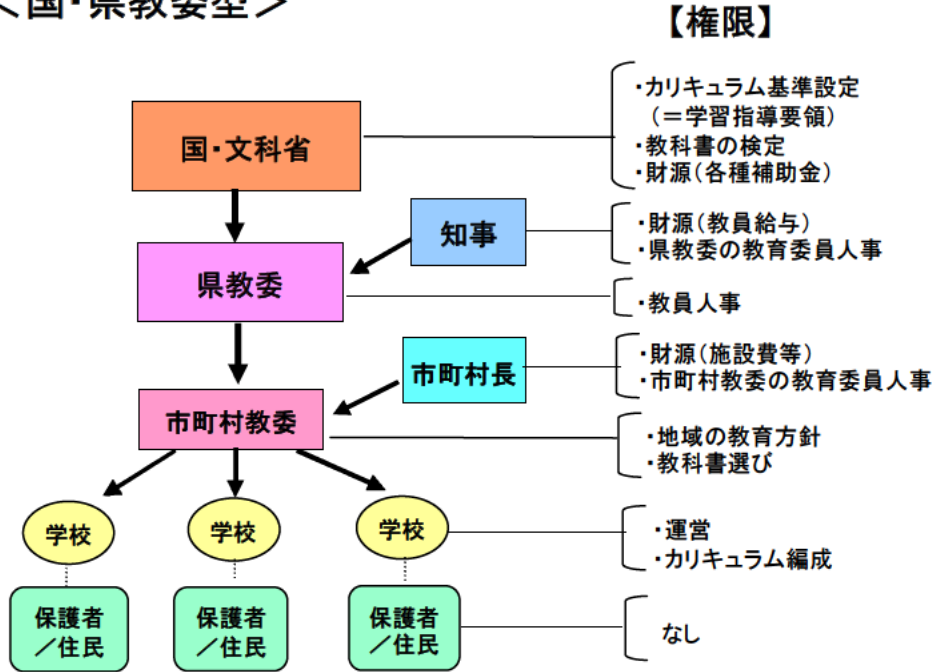 ＜国・県教委型＞
【権限】
国・文科省
・カリキュラム基準設定
（＝学習指導要領）
・教科書の検定
・財源（各種補助金）
知事
・財源（教員給与）
・県教委の教育委員人事
県教委
・教員人事
市町村長
・財源（施設費等）
・市町村教委の教育委員人事
市町村教委
・地域の教育方針
・教科書選び
学校
学校
学校
・運営
・カリキュラム編成
保護者
／住民
保護者
／住民
保護者
／住民
なし